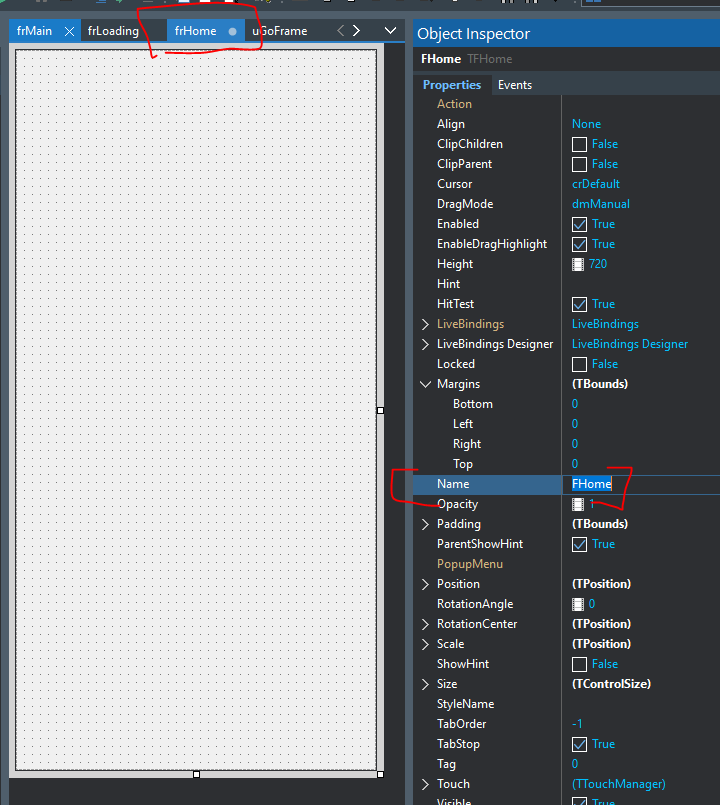 frMain
frLoading
frHome
uGoFrame
Object Inspector
FHome TFHome
Properties Events
Action
Align None
ClipChildren False
ClipParent False
Cursor crDefault
DragMode dmManual
Enabled True
EnableDragHighlight True
Height 720
Hint
HitTest True
LiveBindings LiveBindings
LiveBindings Designer LiveBindings Designer
Locked False
Margins (TBounds)
Bottom 0
Left 0
Right 0
Top 0
Name FHome
Opacity 1
Padding (TBounds)
ParentShowHint True
PopupMenu
Position (TPosition)
RotationAngle 0
RotationCenter (TPosition)
Scale (TPosition)
ShowHint False
Size (TControlSize)
StyleName
TabOrder -1
TabStop True
Tag 0
Touch (TTouchManager)
Visible True